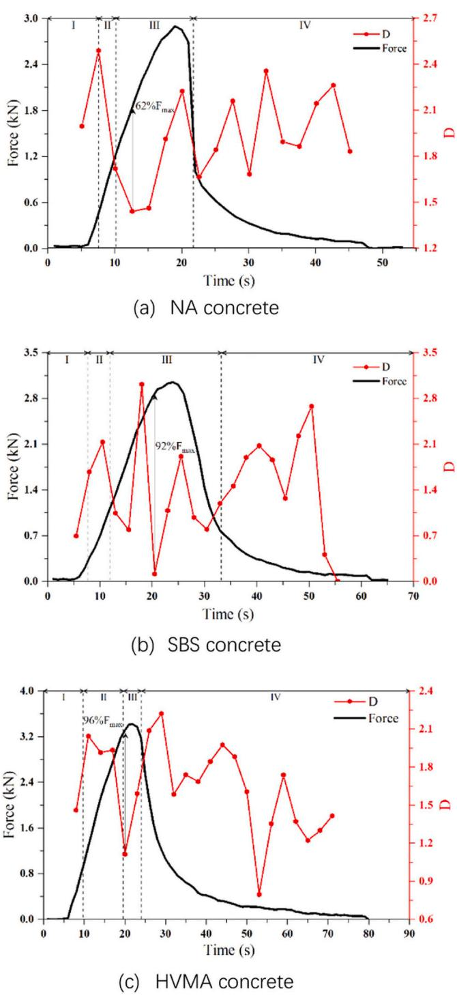 I II III IV
3.0 2.7
D
Force
2.4 2.4
62%Fmax
1.8 2.1
Force (kN)
D
1.2 1.8
0.6 1.5
0.0 1.2
0 10 20 30 40 50
Time (s)
(a) NA concrete
3.5 3.5
I II III IV
D
Force
2.8 2.8
92%Fmax
2.1 2.1
Force (kN)
D
1.4 1.4
0.7 0.7
0.0 0.0
0 10 20 30 40 50 60 70
Time (s)
(b) SBS concrete
4.0 2.4
I II III IV
D
Force
96%Fmax
3.2 2.1
1.8
2.4
Force (kN)
1.5
D
1.6
1.2
0.8 0.9
0.0 0.6
0 10 20 30 40 50 60 70 80 90
Time (s)
(c) HVMA concrete